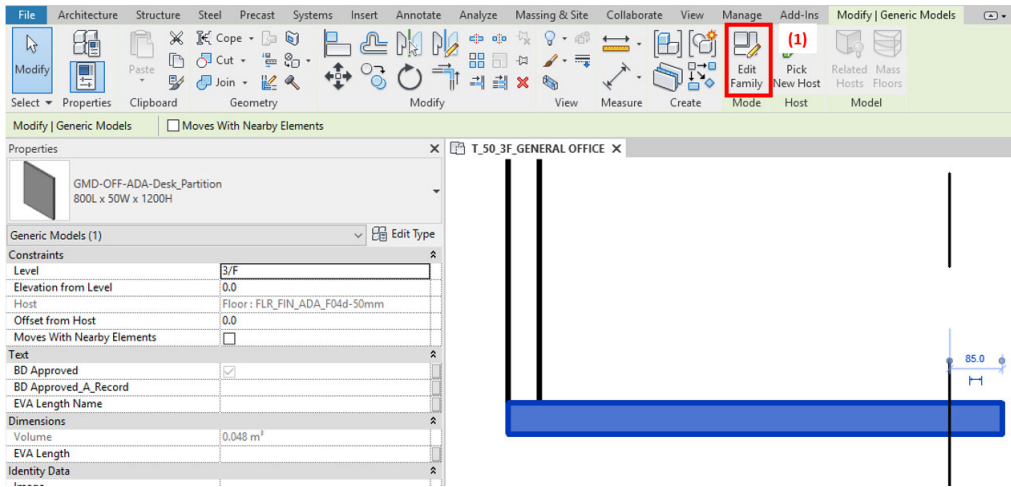 File Architecture Structure Steel Precast Systems Insert Annotate Analyze Massing & Site Collaborate View Manage Add-Ins Modify | Generic Models
Modify Paste Cope Cut Join Edit Family (1) Pick New Host Related Hosts Mass Floors
Select Properties Clipboard Geometry Modify View Measure Create Mode Host Model
Modify | Generic Models Moves With Nearby Elements
Properties X T_50_3F_GENERAL OFFICE X
GMD-OFF-ADA-Desk_Partition
800L x 50W x 1200H
Generic Models (1) Edit Type
Constraints
Level 3/F
Elevation from Level 0.0
Host Floor : FLR_FIN_ADA_F04d-50mm
Offset from Host 0.0
Moves With Nearby Elements
Text
BD Approved
85.0
BD Approved_A_Record
EVA Length Name
Dimensions
Volume 0.048 m³
EVA Length
Identity Data